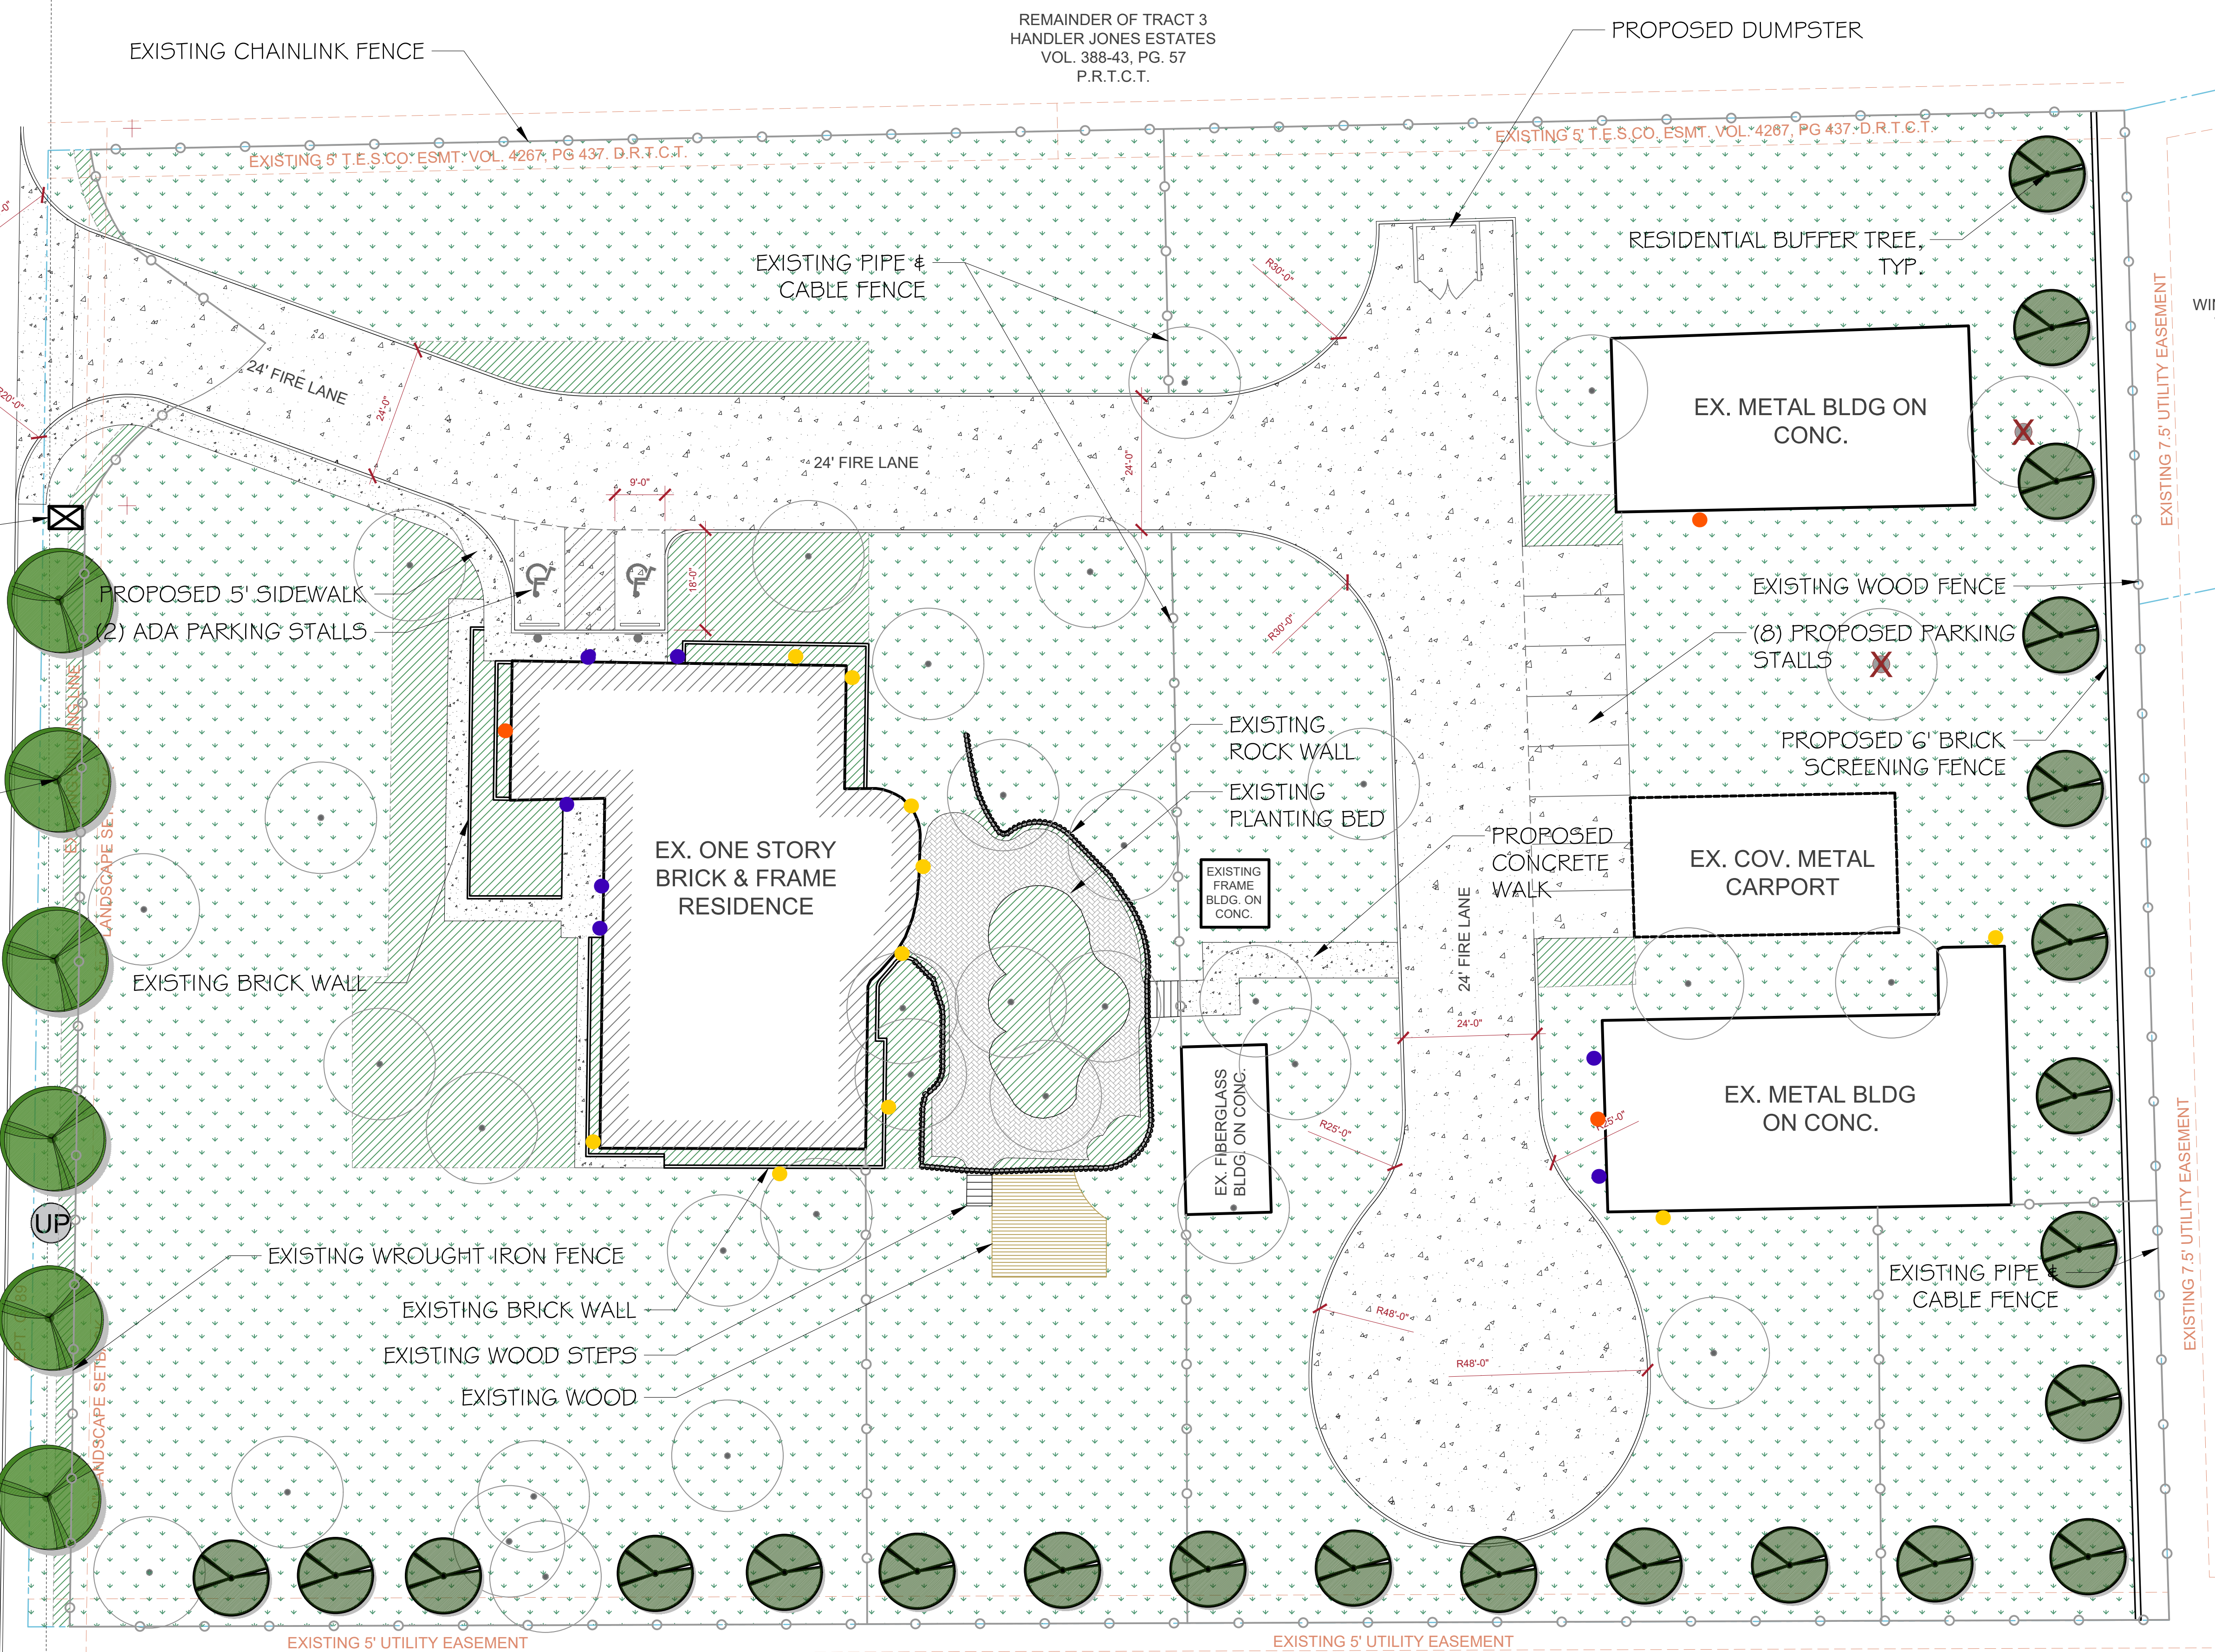 REMAINDER OF TRACT 3
HANDLER JONES ESTATES
VOL. 388-43, PG. 57
P.R.T.C.T.
PROPOSED DUMPSTER
EXISTING CHAINLINK FENCE
EXISTING 5' T.E.S.CO. ESMT. VOL. 4267, PG 437. D.R.T.C.T.
EXISTING 5' T.E.S.CO. ESMT. VOL. 4267, PG 437. D.R.T.C.T.
RESIDENTIAL BUFFER TREE,
TYP.
EXISTING PIPE &
CABLE FENCE
R30'-0"
EXISTING 7.5' UTILITY EASEMENT
24' FIRE LANE
24'-0"
R20'-0"
EX. METAL BLDG ON
CONC.
X
24' FIRE LANE
24'-0"
9'-0"
18'-0"
PROPOSED 5' SIDEWALK
(2) ADA PARKING STALLS
R30'-0"
EXISTING WOOD FENCE
(8) PROPOSED PARKING
STALLS
X
EXISTING
ROCK WALL
PROPOSED 6' BRICK
SCREENING FENCE
EXISTING
PLANTING BED
PROPOSED
CONCRETE
WALK
EX. ONE STORY
BRICK & FRAME
RESIDENCE
EXISTING
FRAME
BLDG. ON
CONC.
EX. COV. METAL
CARPORT
24' FIRE LANE
EXISTING BRICK WALL
24'-0"
EX. FIBERGLASS
BLDG. ON CONC.
EX. METAL BLDG
ON CONC.
R25'-0"
UP
EXISTING WROUGHT IRON FENCE
EXISTING PIPE &
CABLE FENCE
EXISTING 7.5' UTILITY EASEMENT
EXISTING BRICK WALL
R48'-0"
EXISTING WOOD STEPS
R48'-0"
EXISTING WOOD
EXISTING 5' UTILITY EASEMENT
EXISTING 5' UTILITY EASEMENT